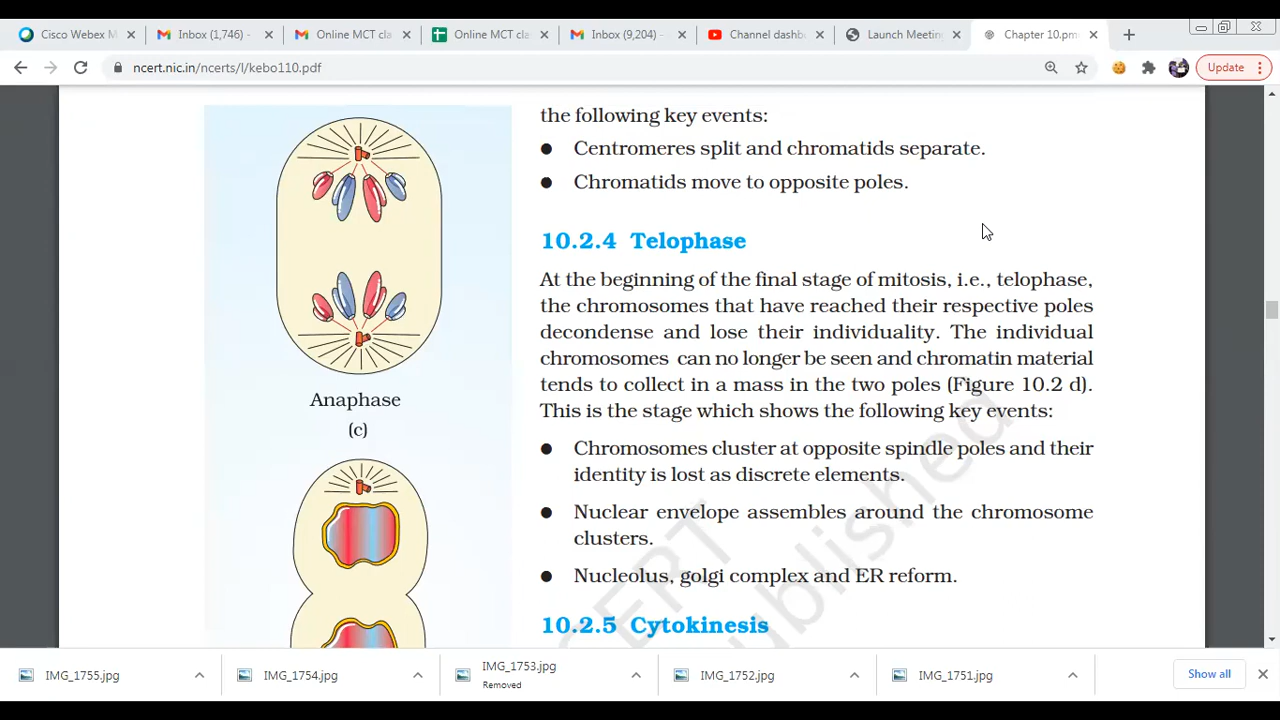 Cisco Webex M
Inbox (1,746) -
Online MCT cla
Online MCT cla
Inbox (9,204) -
Channel dashb
Launch Meetin
Chapter 10.pm
ncert.nic.in/ncerts/l/kebo110.pdf
Update
the following key events:
● Centromeres split and chromatids separate.
● Chromatids move to opposite poles.
10.2.4 Telophase
At the beginning of the final stage of mitosis, i.e., telophase,
the chromosomes that have reached their respective poles
decondense and lose their individuality. The individual
chromosomes can no longer be seen and chromatin material
tends to collect in a mass in the two poles (Figure 10.2 d).
This is the stage which shows the following key events:
● Chromosomes cluster at opposite spindle poles and their
identity is lost as discrete elements.
● Nuclear envelope assembles around the chromosome
clusters.
● Nucleolus, golgi complex and ER reform.
10.2.5 Cytokinesis
Anaphase
(c)
CERT
ublished
IMG_1755.jpg
IMG_1754.jpg
IMG_1753.jpg
Removed
IMG_1752.jpg
IMG_1751.jpg
Show all